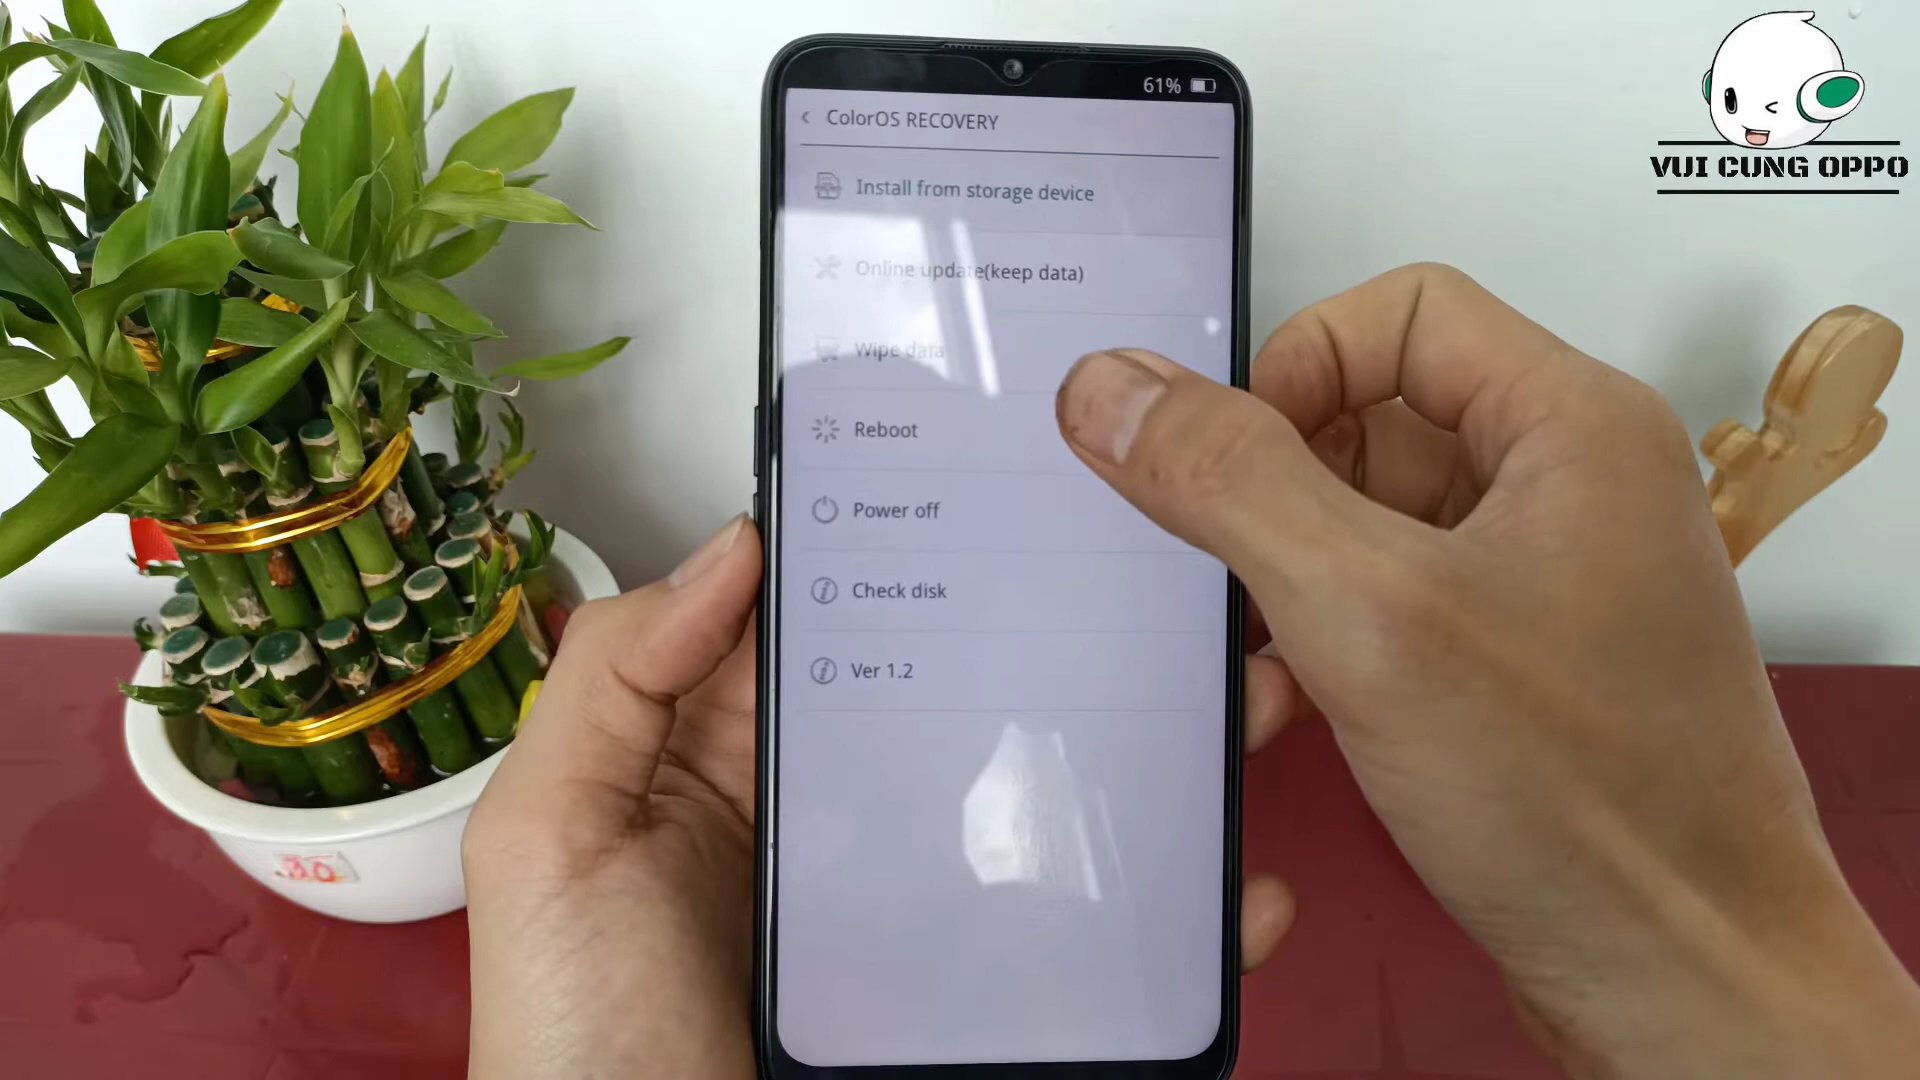 61%
ColorOS RECOVERY
Install from storage device
Online update(keep data)
Wipe data
Reboot
Power off
Check disk
Ver 1.2
VUI CUNG OPPO